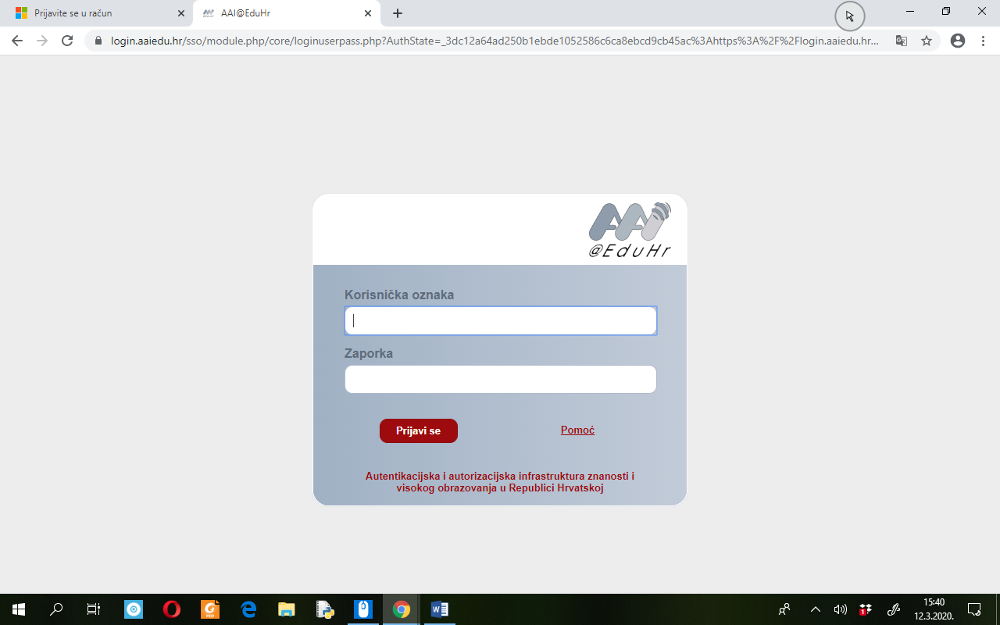 Prijavite se u račun
AAI@EduHr
login.aaiedu.hr/sso/module.php/core/loginuserpass.php?AuthState=_3dc12a64ad250b1ebde1052586c6ca8ebcd9cb45ac%3Ahttps%3A%2F%2Flogin.aaiedu.hr...
AAI
@EduHr
Korisnička oznaka
Zaporka
Prijavi se
Pomoć
Autentikacijska i autorizacijska infrastruktura znanosti i
visokog obrazovanja u Republici Hrvatskoj
15:40
12.3.2020.